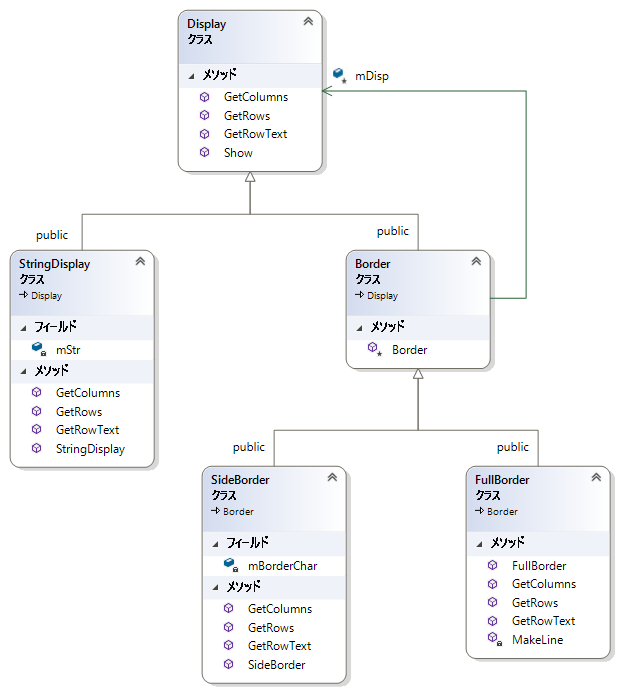 Display
クラス
メソッド
GetColumns
GetRows
GetRowText
Show
mDisp
public
public
StringDisplay
クラス
Display
フィールド
mStr
メソッド
GetColumns
GetRows
GetRowText
StringDisplay
Border
クラス
Display
メソッド
Border
public
public
SideBorder
クラス
Border
フィールド
mBorderChar
メソッド
GetColumns
GetRows
GetRowText
SideBorder
FullBorder
クラス
Border
メソッド
FullBorder
GetColumns
GetRows
GetRowText
MakeLine